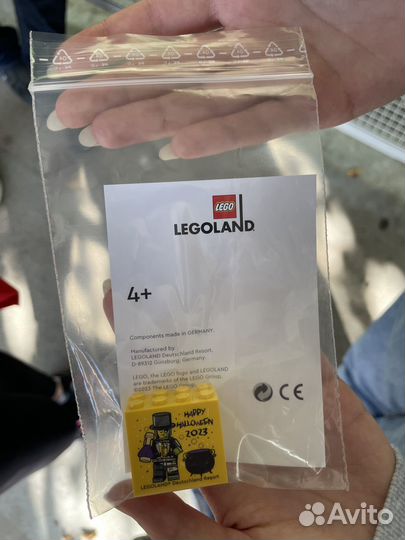 LEGO
LEGOLAND
4+
Components made in GERMANY.
Manufactured by
LEGOLAND Deutschland Resort,
D-89312 Günzburg, Germany.
LEGO, the LEGO logo and LEGOLAND
are trademarks of the LEGO Group.
©2023 The LEGO Group.
CE
HAPPY
HALLOWEEN
2023
LEGOLAND® Deutschland Resort
Avito